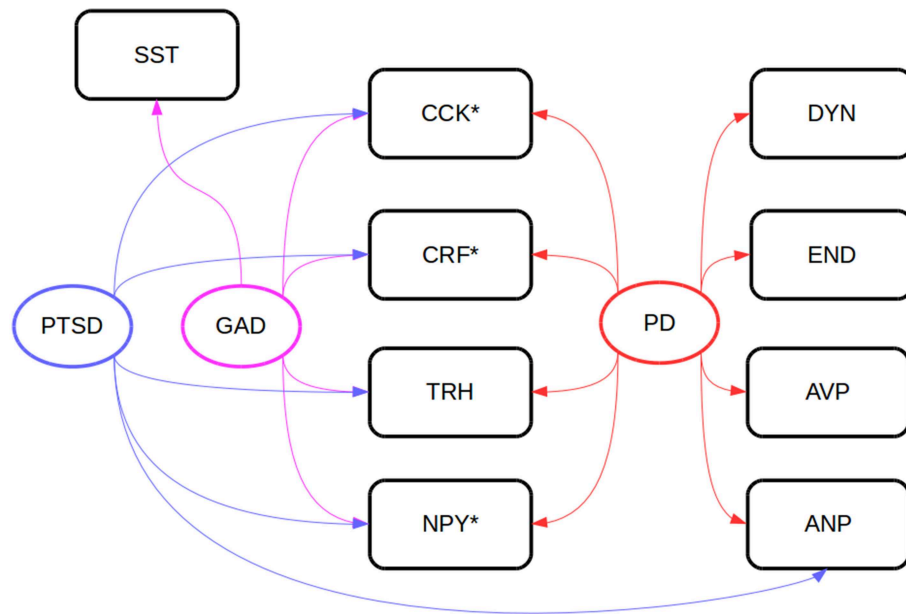 SST
CCK*
DYN
CRF*
END
PTSD
GAD
PD
TRH
AVP
NPY*
ANP